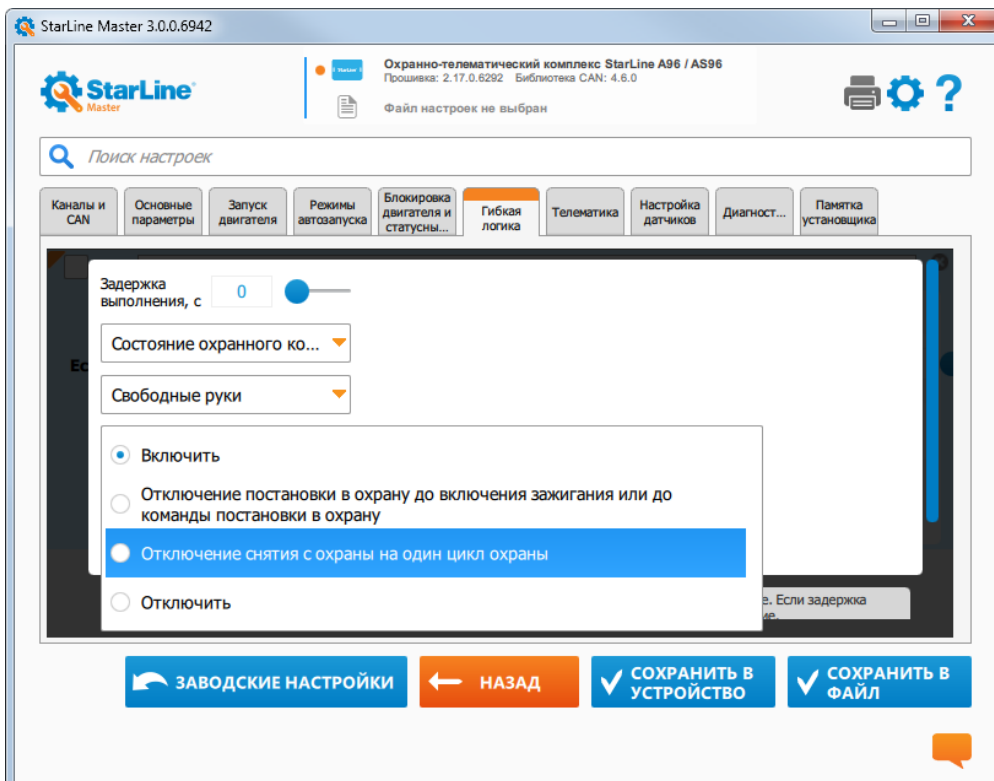 StarLine Master 3.0.0.6942
StarLine
Master
Охранно-телематический комплекс StarLine A96 / AS96
Прошивка: 2.17.0.6292 Библиотека CAN: 4.6.0
Файл настроек не выбран
Поиск настроек
Каналы и
CAN
Основные
параметры
Запуск
двигателя
Режимы
автозапуска
Блокировка
двигателя и
статусны...
Гибкая
логика
Телематика
Настройка
датчиков
Диагност...
Памятка
установщика
Задержка
выполнения, с
0
Состояние охранного ко...
Ес
Свободные руки
Включить
Отключение постановки в охрану до включения зажигания или до
команды постановки в охрану
Отключение снятия с охраны на один цикл охраны
Отключить
е. Если задержка
ЗАВОДСКИЕ НАСТРОЙКИ
НАЗАД
СОХРАНИТЬ В
УСТРОЙСТВО
СОХРАНИТЬ В
ФАЙЛ